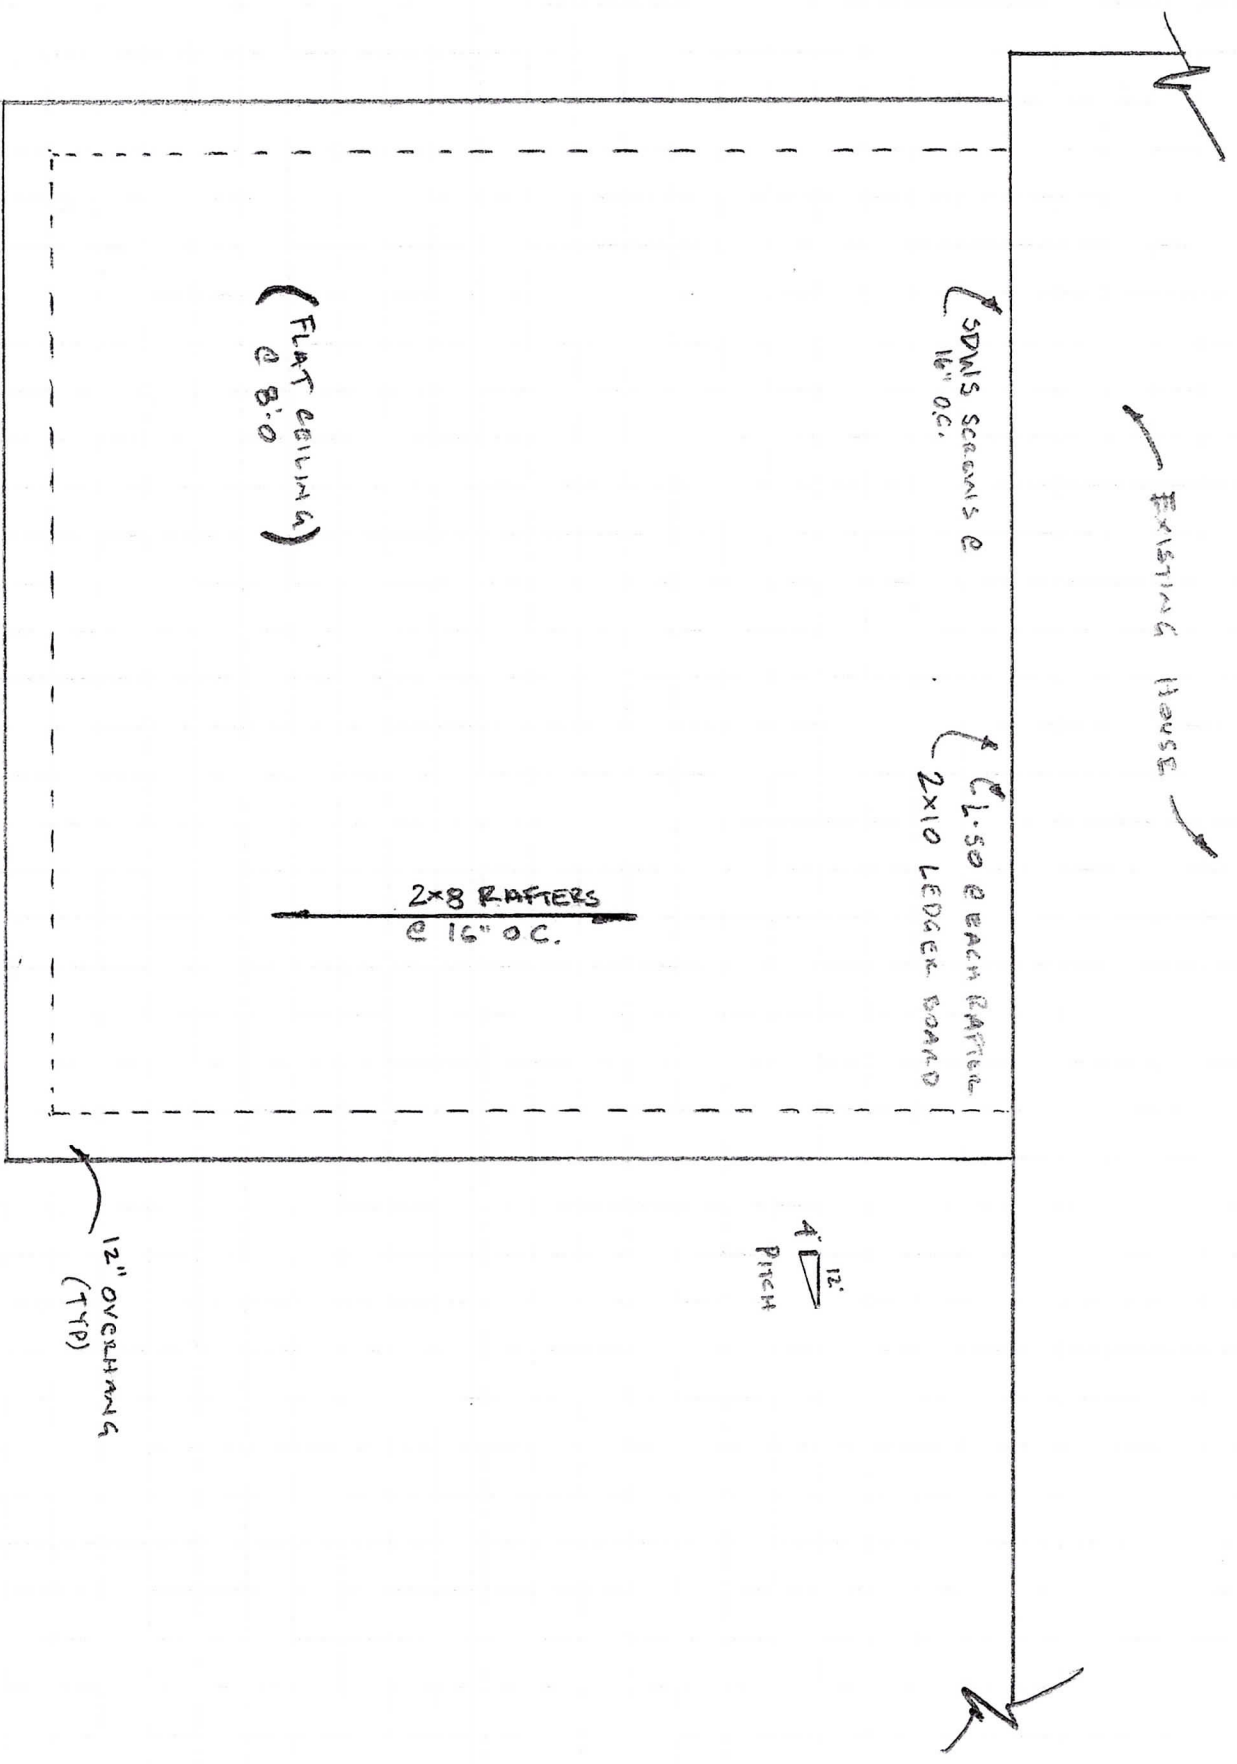 EXISTING HOUSE
SDWS SCREWS @
16" O.C.
L-50 @ EACH RAFTER
2x10 LEDGER BOARD
(FLAT CEILING)
@ 8'-0
2x8 RAFTERS
@ 16" O.C.
12"
4"
PITCH
12" OVERHANG
(TYP)